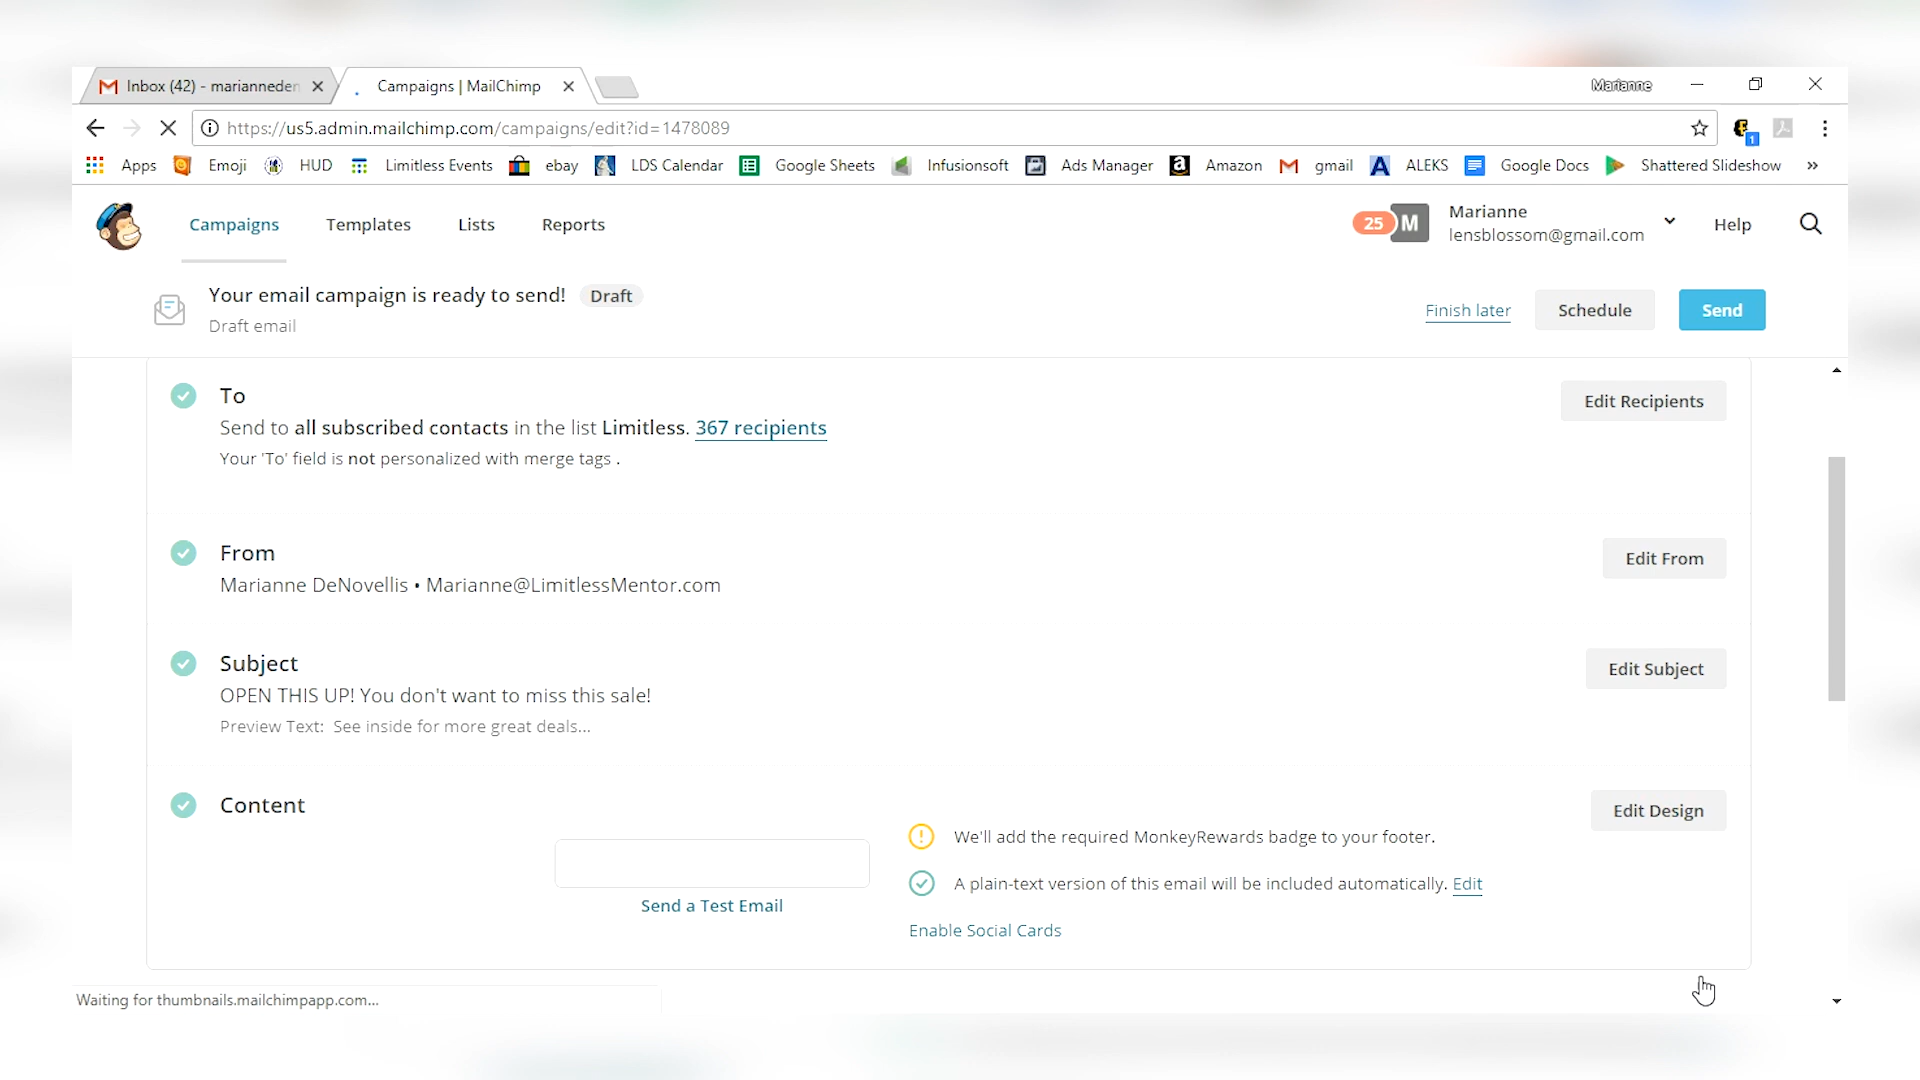 Inbox (42) - marianneden
Campaigns | MailChimp
Marianne
https://us5.admin.mailchimp.com/campaigns/edit?id=1478089
1
Apps Emoji HUD Limitless Events ebay LDS Calendar Google Sheets Infusionsoft Ads Manager Amazon gmail ALEKS Google Docs Shattered Slideshow »
Campaigns Templates Lists Reports
25 M
Marianne
lensblossom@gmail.com
Help
Your email campaign is ready to send! Draft
Draft email
Finish later Schedule Send
To
Send to all subscribed contacts in the list Limitless. 367 recipients
Your 'To' field is not personalized with merge tags .
Edit Recipients
From
Marianne DeNovellis • Marianne@LimitlessMentor.com
Edit From
Subject
OPEN THIS UP! You don't want to miss this sale!
Preview Text: See inside for more great deals...
Edit Subject
Content
Edit Design
Send a Test Email
We'll add the required MonkeyRewards badge to your footer.
A plain-text version of this email will be included automatically. Edit
Enable Social Cards
Waiting for thumbnails.mailchimpapp.com...